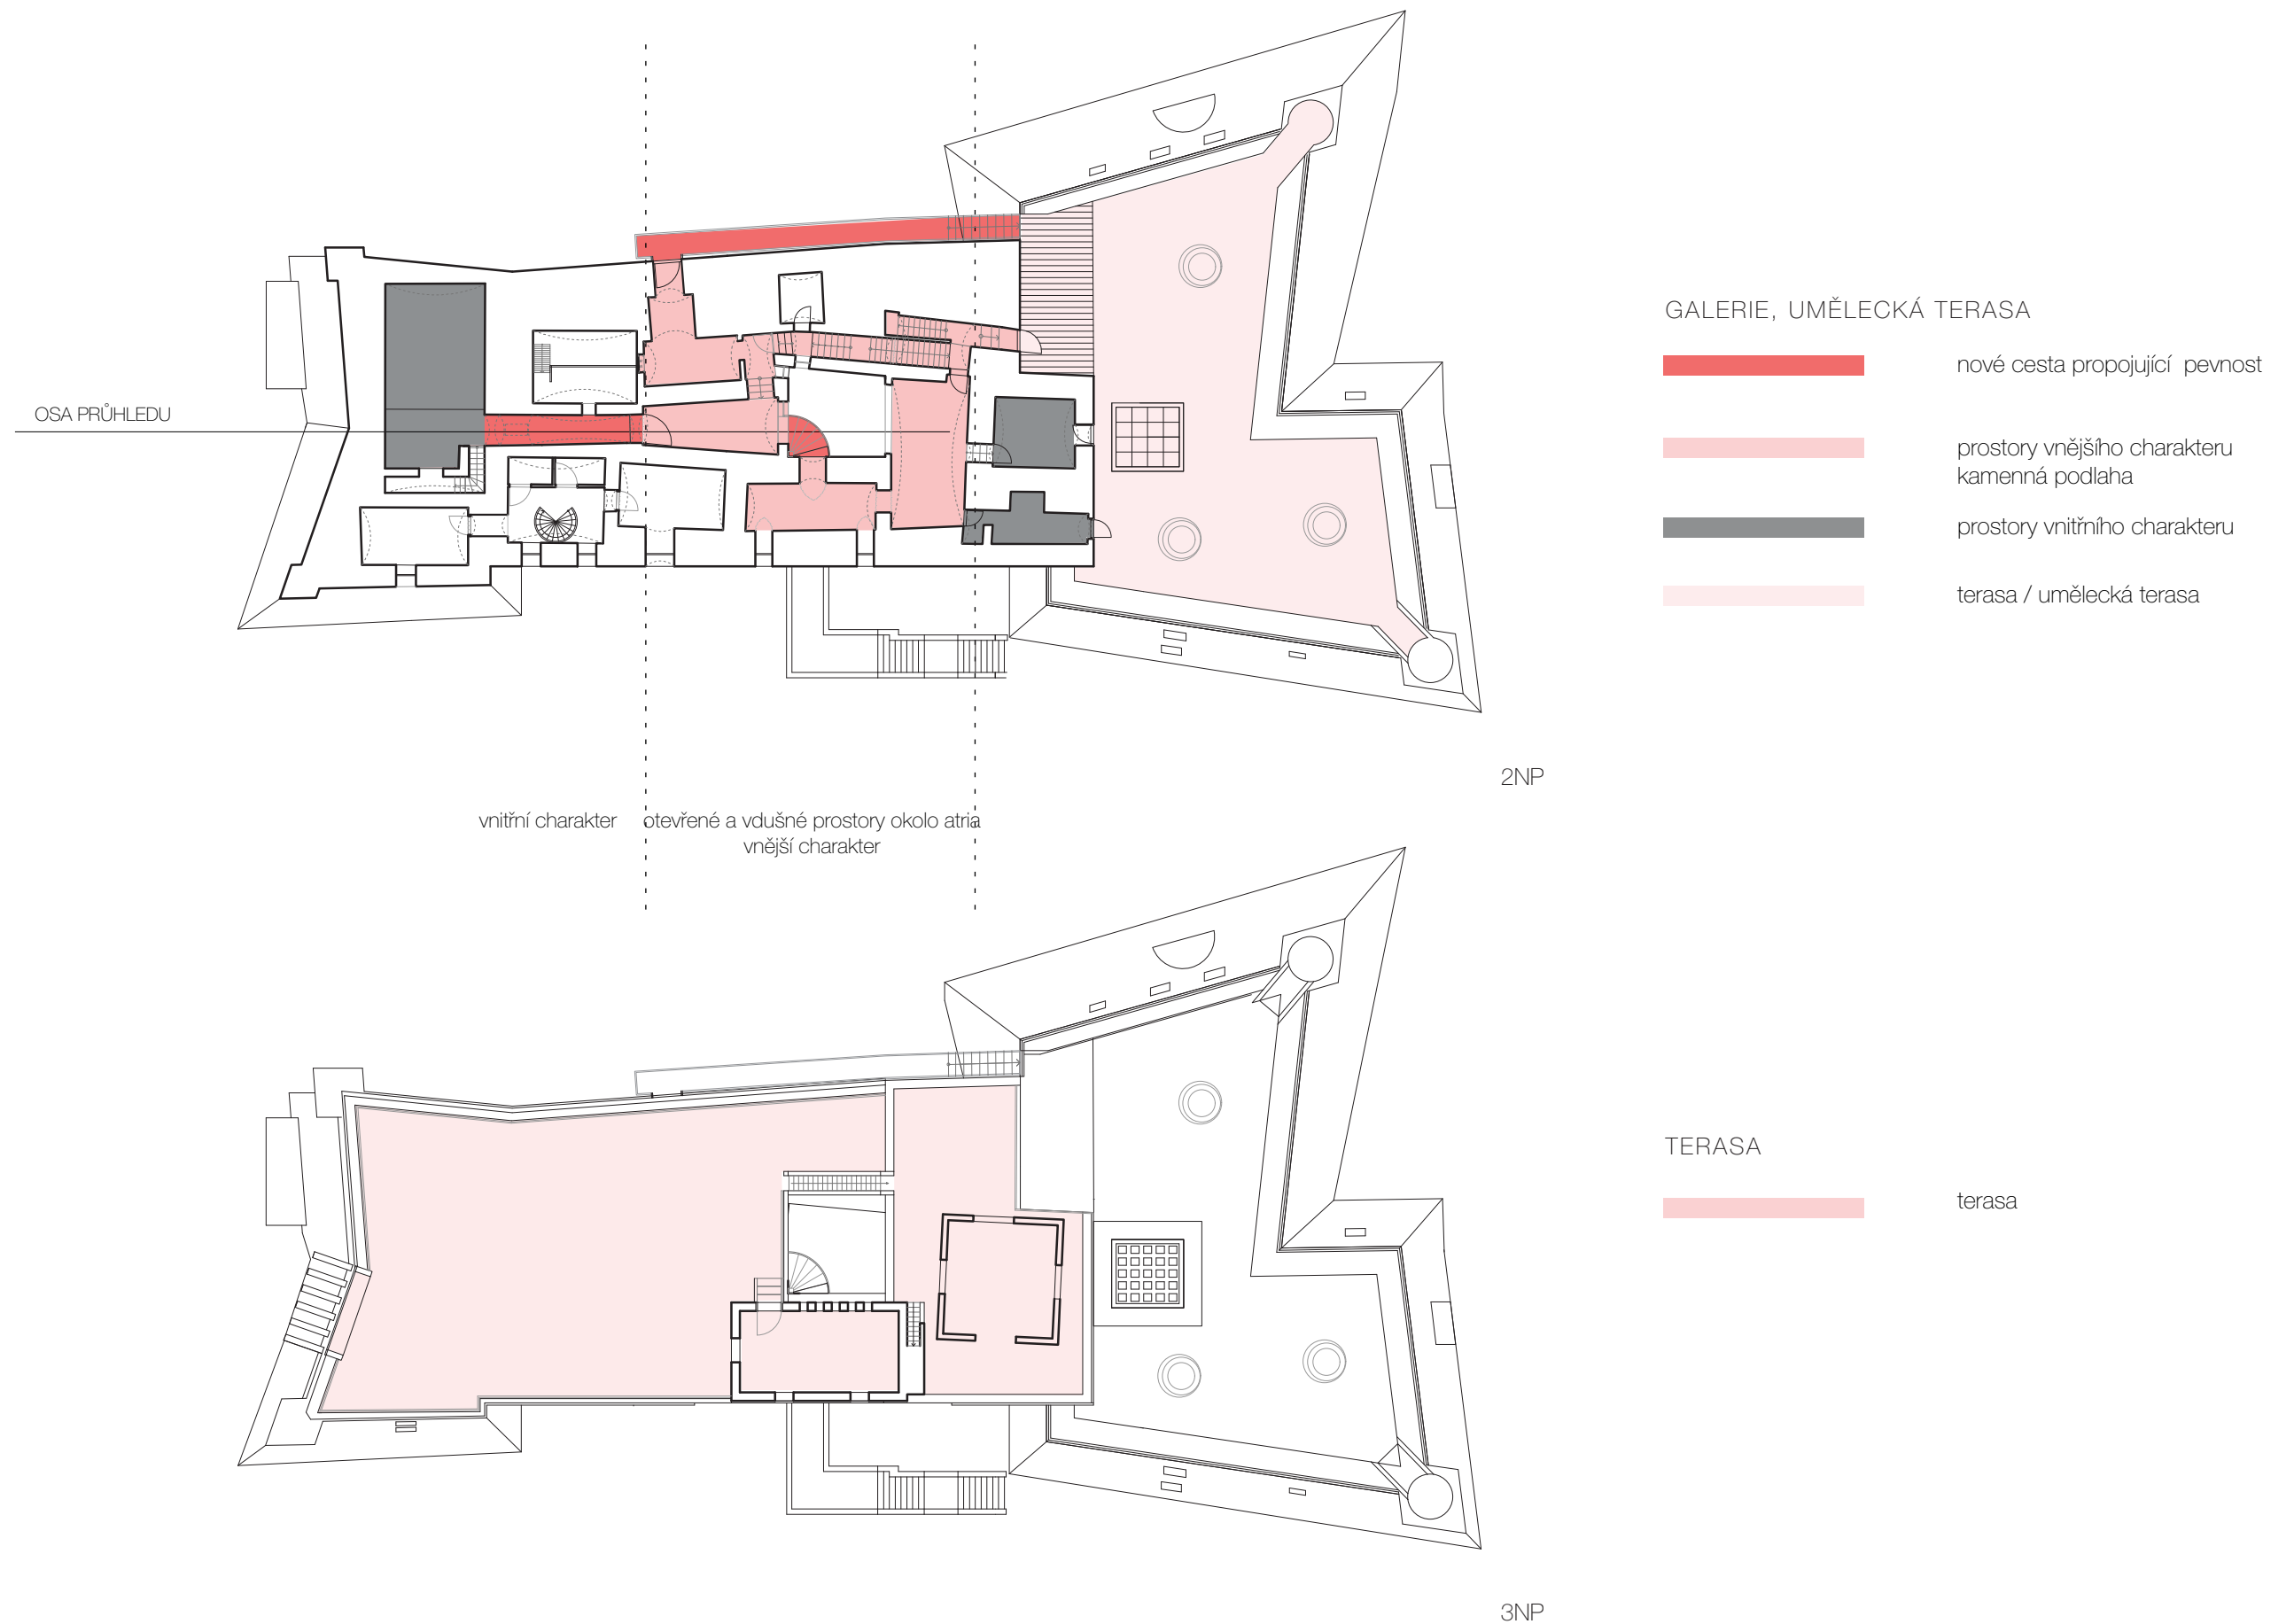 GALERIE, UMĚLECKÁ TERASA
nové cesta propojující pevnost
OSA PRŮHLEDU
prostory vnějšího charakteru
kamenná podlaha
prostory vnitřního charakteru
terasa / umělecká terasa
2NP
vnitřní charakter
otevřené a vdušné prostory okolo atria
vnější charakter
TERASA
terasa
3NP